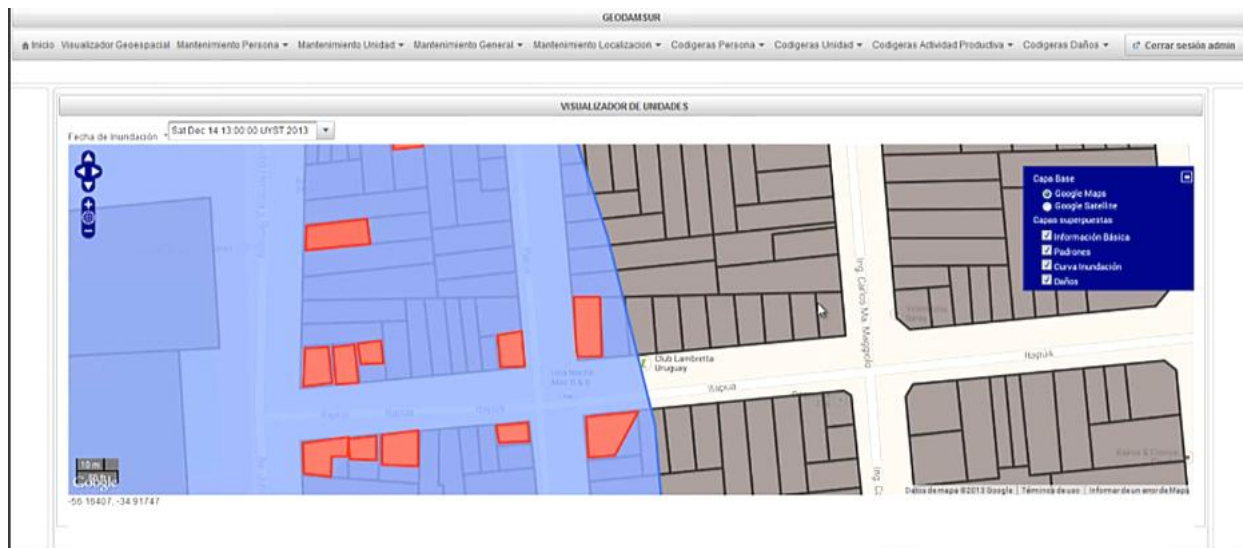 GEODAMSUR
Inicio Visualizador Geoespacial Mantenimiento Persona Mantenimiento Unidad Mantenimiento General Mantenimiento Localizacion Codigeras Persona Codigeras Unidad Codigeras Actividad Productiva Codigeras Daños Cerrar sesión admin
VISUALIZADOR DE UNIDADES
Fecha de Inundación * Sat Dec 14 13:00:00 UYST 2013
Capa Base
Google Maps
Google Satellite
Capas superpuestas
Información Básica
Padrones
Curva Inundación
Daños
Ing. Carlos Ma. Maggiolo
Club Lambretta
Uruguay
Itapúa
Itapúa
10 m
Google
Ing. C
Datos de mapa ©2013 Google Términos de uso Informar de un error de Maps
-56.16407, -34.91747